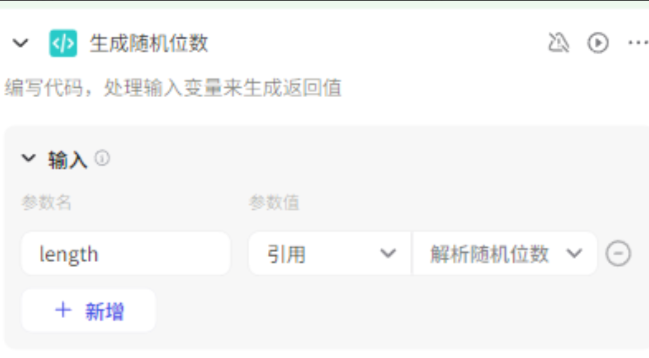 </> 生成随机位数
编写代码，处理输入变量来生成返回值
输入
参数名 参数值
length 引用 解析随机位数
+ 新增